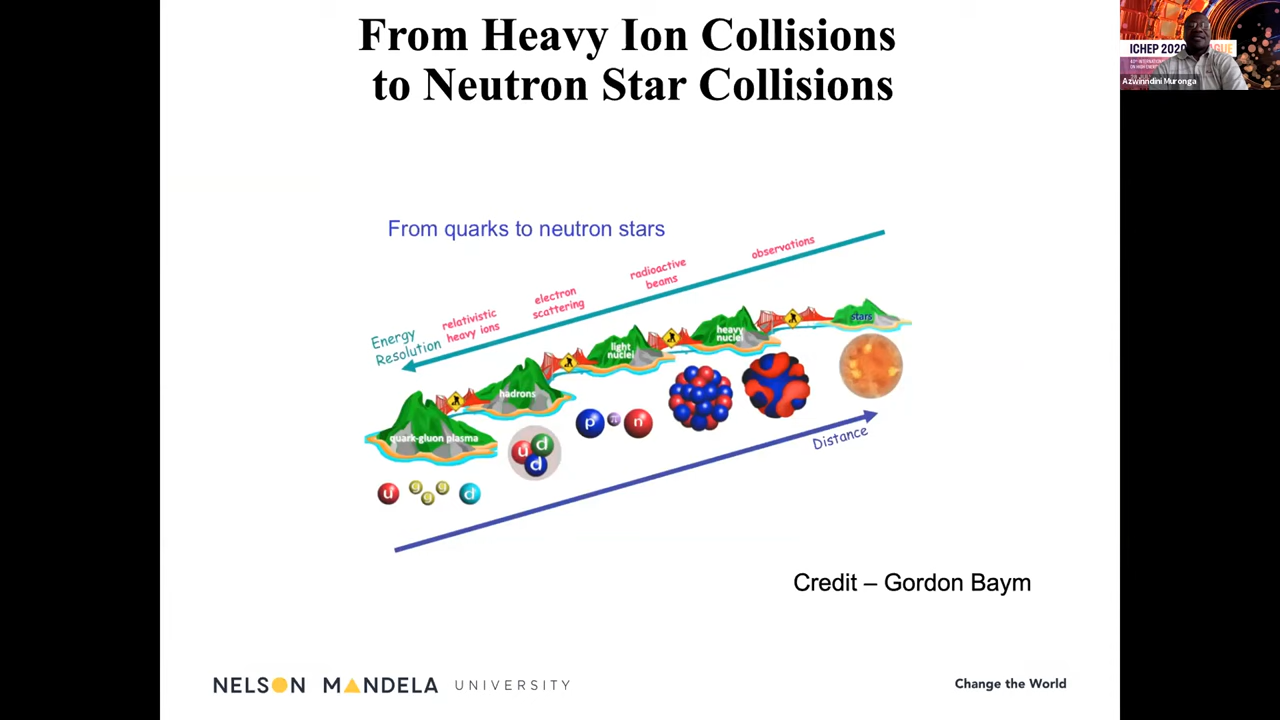 From Heavy Ion Collisions
to Neutron Star Collisions
ICHEP 2020
Azwinndini Muronga
From quarks to neutron stars
observations
radioactive
beams
electron
scattering
relativistic
heavy ions
Energy
Resolution
stars
heavy
nuclei
light
nuclei
hadrons
quark-gluon plasma
p π n
u d d
u g g g d
Distance
Credit – Gordon Baym
NELSON MANDELA UNIVERSITY
Change the World